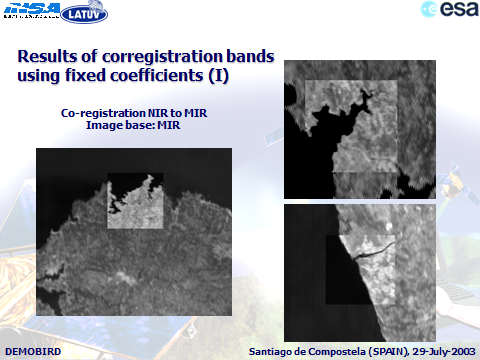 INSA
LATUV
esa
Results of corregistration bands
using fixed coefficients (I)
Co-registration NIR to MIR
Image base: MIR
DEMOBIRD
Santiago de Compostela (SPAIN), 29-July-2003